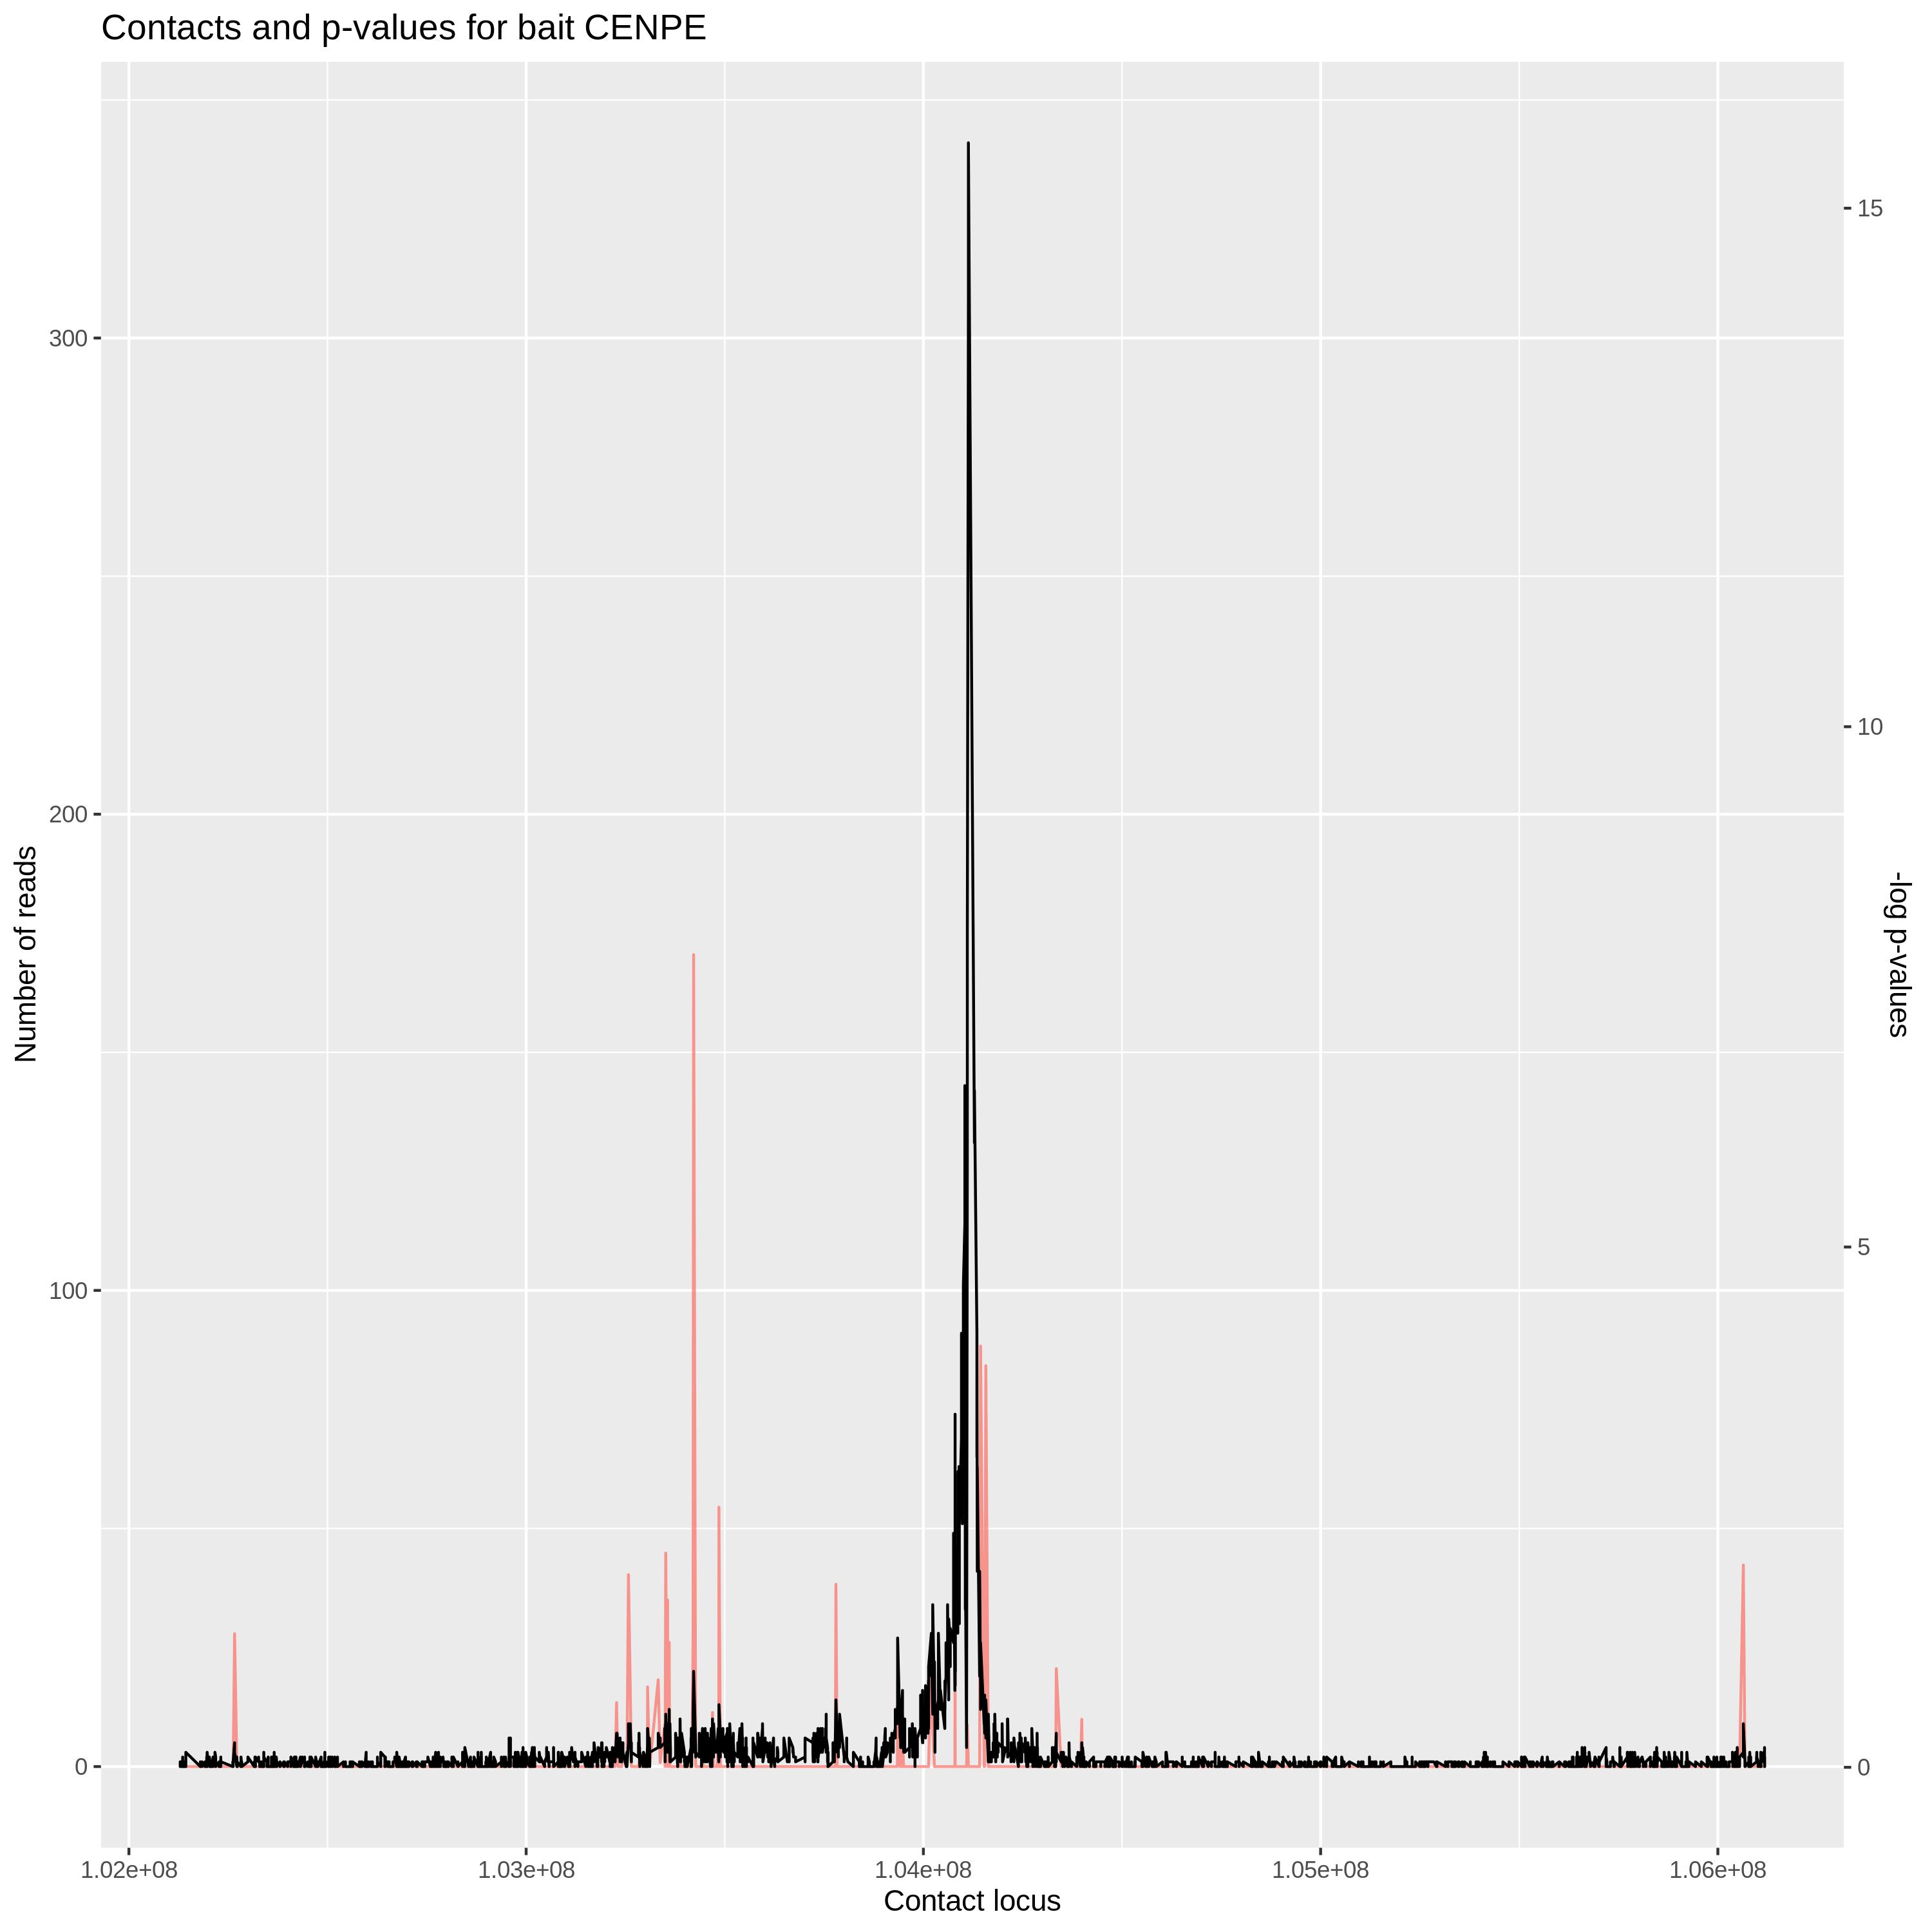 Contacts and p-values for bait CENPE
Number of reads
300
200
100
0
15
10
5
0
-log p-values
1.02e+08
1.03e+08
1.04e+08
1.05e+08
1.06e+08
Contact locus